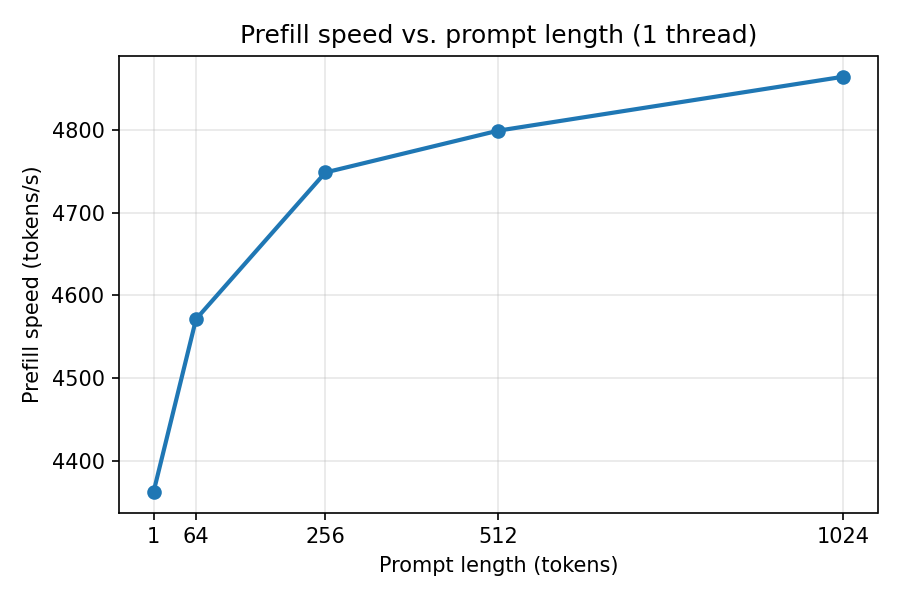 Prefill speed vs. prompt length (1 thread)
Prefill speed (tokens/s)
4800
4700
4600
4500
4400
1 64 256 512 1024
Prompt length (tokens)